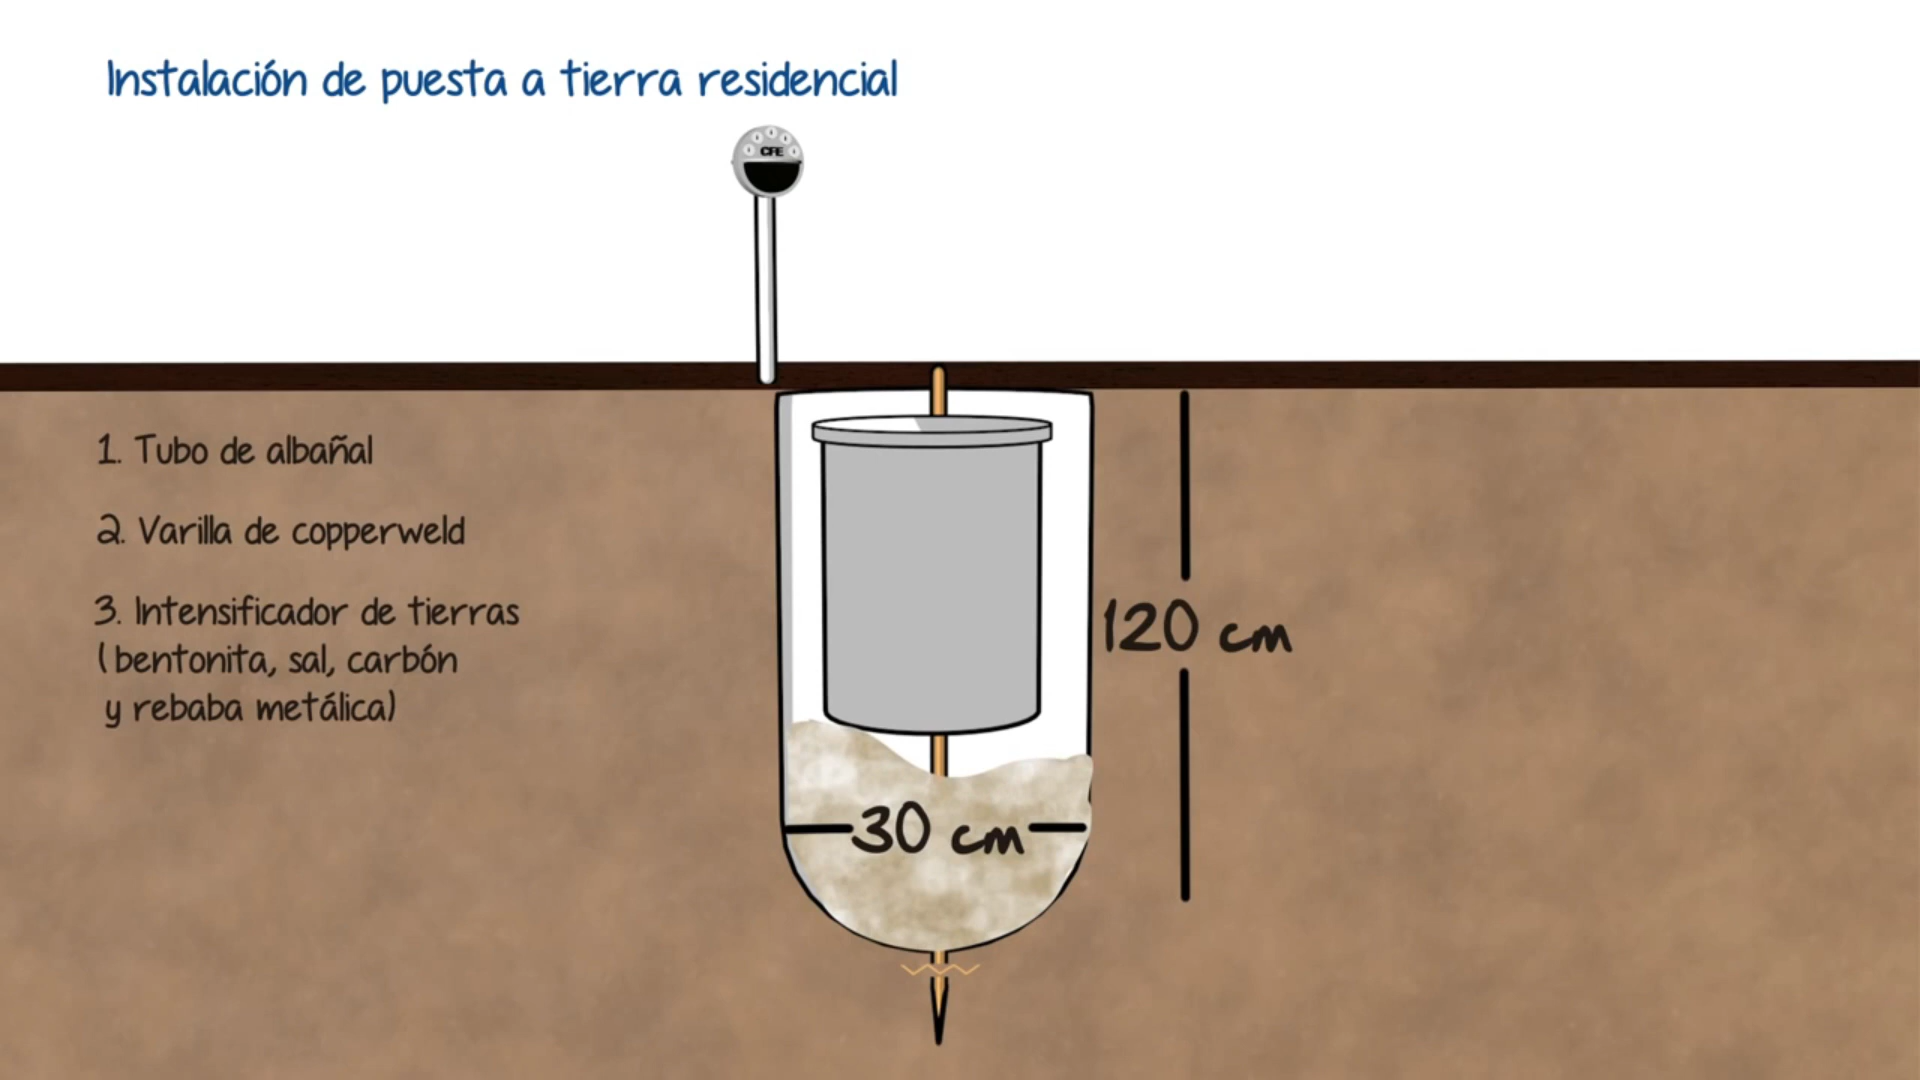 Instalación de puesta a tierra residencial
CFE
1. Tubo de albañal
2. Varilla de copperweld
3. Intensificador de tierras
(bentonita, sal, carbón
y rebaba metálica)
120 cm
30 cm